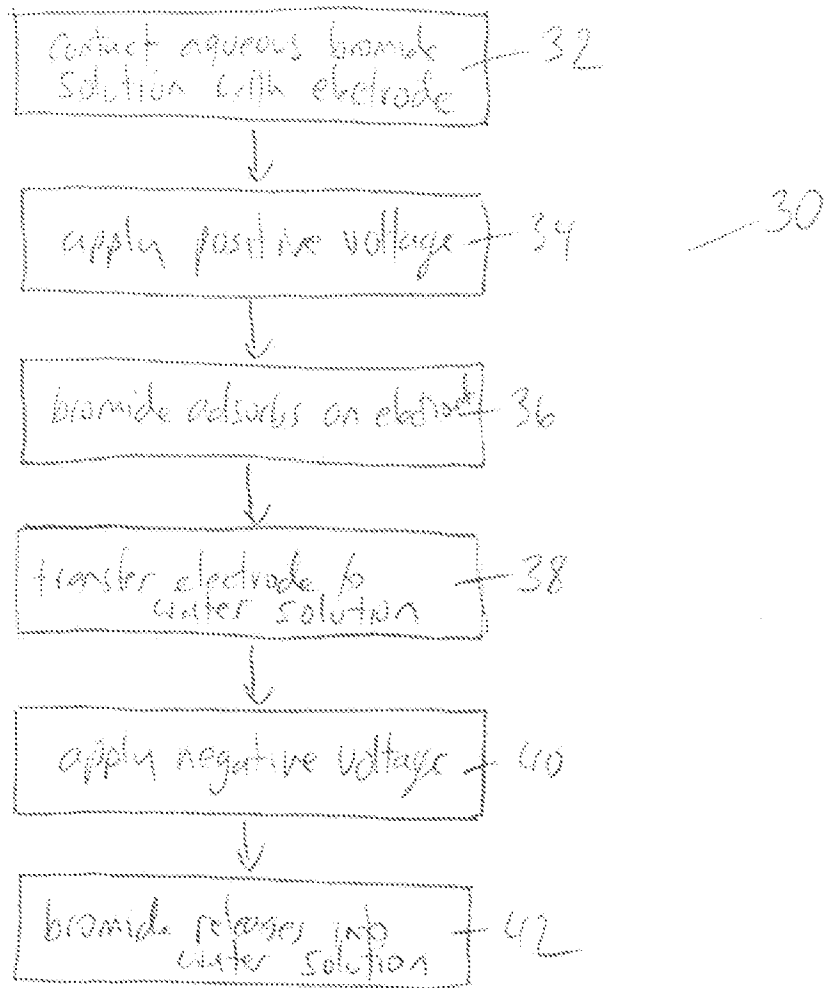 contact aqueous bromide
solution with electrode
32
apply positive voltage
34
30
bromide adsorbs on electrode
36
transfer electrode to
water solution
38
apply negative voltage
40
bromide releases into
water solution
42